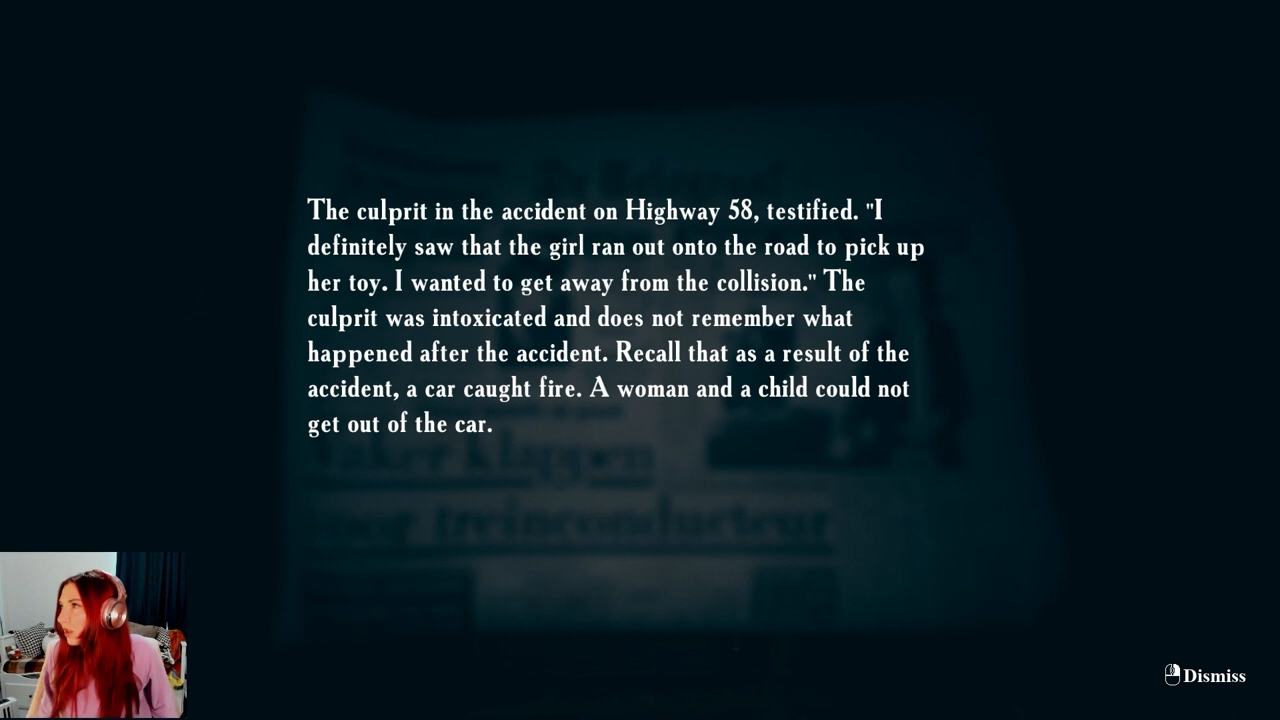 The culprit in the accident on Highway 58, testified. "I
definitely saw that the girl ran out onto the road to pick up
her toy. I wanted to get away from the collision." The
culprit was intoxicated and does not remember what
happened after the accident. Recall that as a result of the
accident, a car caught fire. A woman and a child could not
get out of the car.
klappen
voor treinconducteur
Dismiss